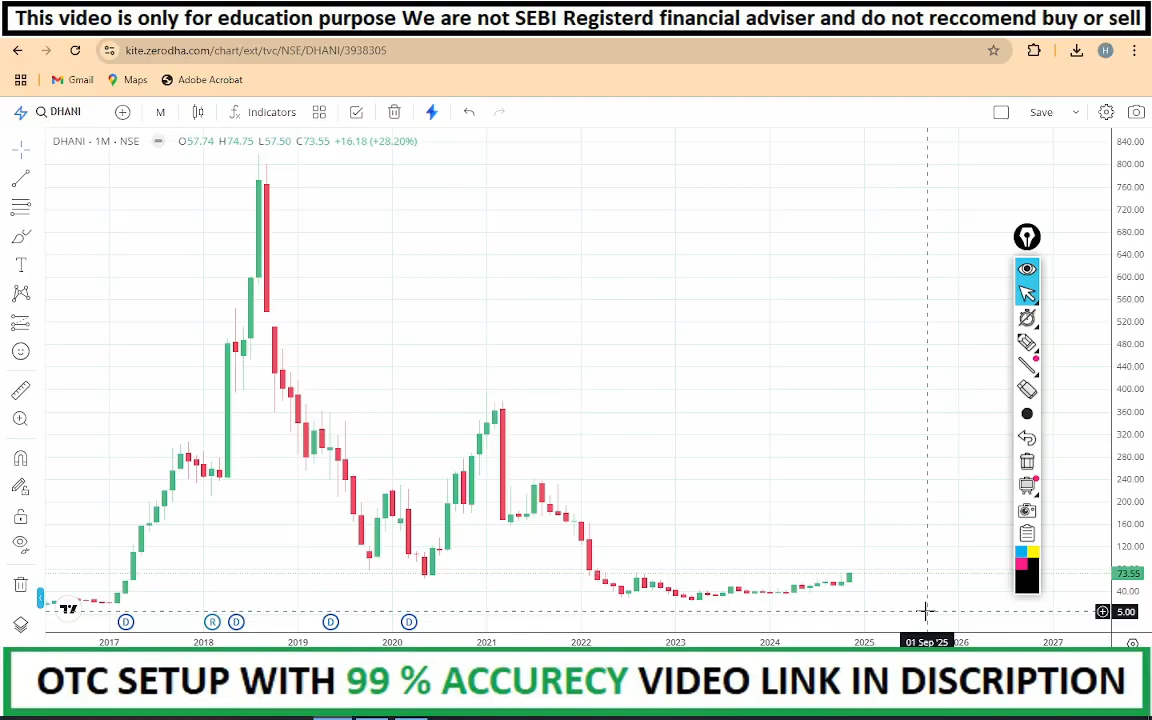 This video is only for education purpose We are not SEBI Registerd financial adviser and do not reccomend buy or sell
kite.zerodha.com/chart/ext/tvc/NSE/DHANI/3938305
H
Gmail
Maps
Adobe Acrobat
DHANI
M
Indicators
Save
DHANI · 1M · NSE
O57.74 H74.75 L57.50 C73.55 +16.18 (+28.20%)
840.00
800.00
760.00
720.00
680.00
640.00
600.00
560.00
520.00
480.00
440.00
400.00
360.00
320.00
280.00
240.00
200.00
160.00
120.00
73.55
40.00
5.00
D R D D D
2017 2018 2019 2020 2021 2022 2023 2024 2025 01 Sep '25 026 2027
OTC SETUP WITH 99 % ACCURECY VIDEO LINK IN DISCRIPTION